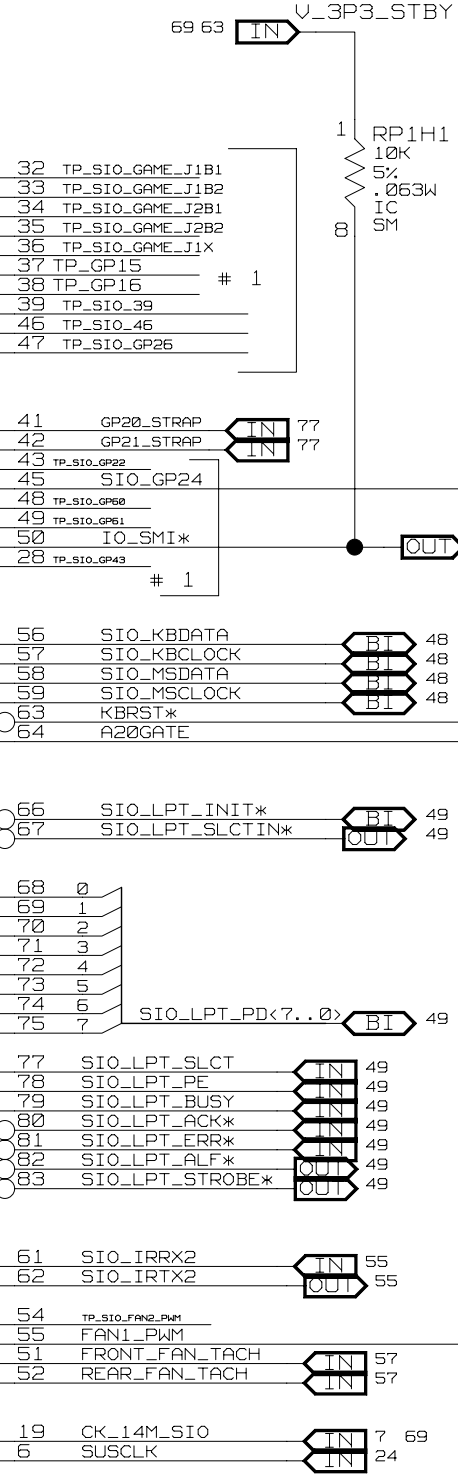 V_3P3_STBY
69 63 IN
1 RP1H1
10K
5%
.063W
IC
SM
8
32 TP_SIO_GAME_J1B1
33 TP_SIO_GAME_J1B2
34 TP_SIO_GAME_J2B1
35 TP_SIO_GAME_J2B2
36 TP_SIO_GAME_J1X
37 TP_GP15
38 TP_GP16
# 1
39 TP_SIO_39
46 TP_SIO_46
47 TP_SIO_GP26
41 GP20_STRAP IN 77
42 GP21_STRAP IN 77
43 TP_SIO_GP22
45 SIO_GP24
48 TP_SIO_GP60
49 TP_SIO_GP61
50 IO_SMI* OUT
28 TP_SIO_GP43
# 1
56 SIO_KBDATA BI 48
57 SIO_KBCLOCK BI 48
58 SIO_MSDATA BI 48
59 SIO_MSCLOCK BI 48
63 KBRST*
64 A20GATE
66 SIO_LPT_INIT* BI 49
67 SIO_LPT_SLCTIN* OUT 49
68 0
69 1
70 2
71 3
72 4
73 5
74 6
75 7 SIO_LPT_PD<7..0> BI 49
77 SIO_LPT_SLCT IN 49
78 SIO_LPT_PE IN 49
79 SIO_LPT_BUSY IN 49
80 SIO_LPT_ACK* IN 49
81 SIO_LPT_ERR* IN 49
82 SIO_LPT_ALF* OUT 49
83 SIO_LPT_STROBE* OUT 49
61 SIO_IRRX2 IN 55
62 SIO_IRTX2 OUT 55
54 TP_SIO_FAN2_PWM
55 FAN1_PWM
51 FRONT_FAN_TACH IN 57
52 REAR_FAN_TACH IN 57
19 CK_14M_SIO IN 7 69
6 SUSCLK IN 24